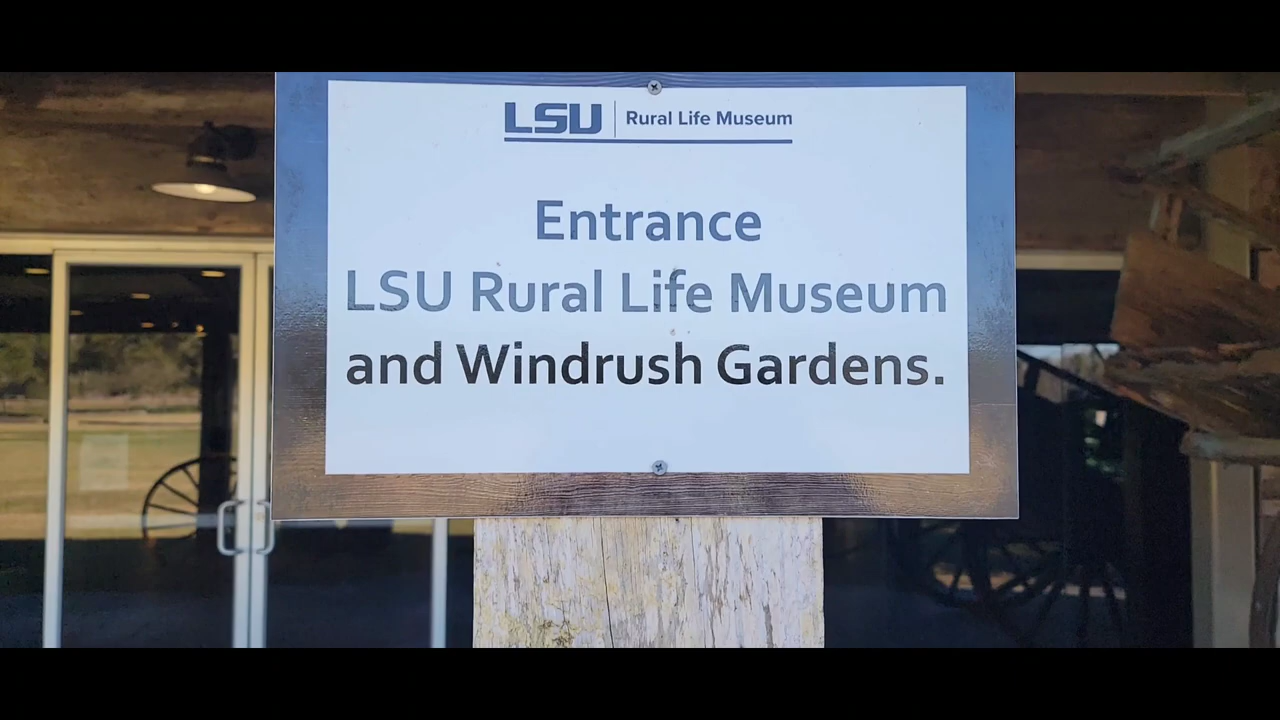 LSU | Rural Life Museum
Entrance
LSU Rural Life Museum
and Windrush Gardens.